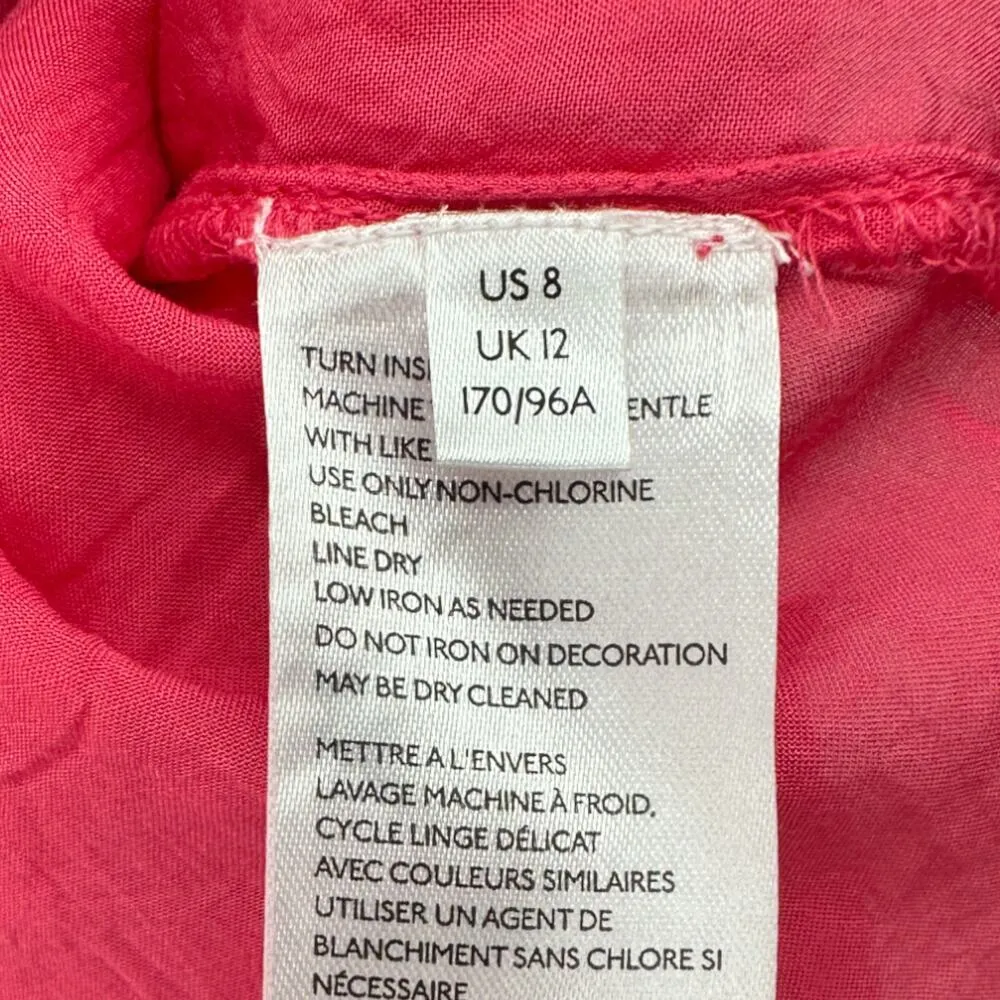 US 8
UK 12
170/96A
TURN
MACHINE ENTLE
WITH LIKE
USE ONLY NON-CHLORINE
BLEACH
LINE DRY
LOW IRON AS NEEDED
DO NOT IRON ON DECORATION
MAY BE DRY CLEANED
METTRE A L'ENVERS
LAVAGE MACHINE À FROID,
CYCLE LINGE DÉLICAT
AVEC COULEURS SIMILAIRES
UTILISER UN AGENT DE
BLANCHIMENT SANS CHLORE SI
NÉCESSAIRE